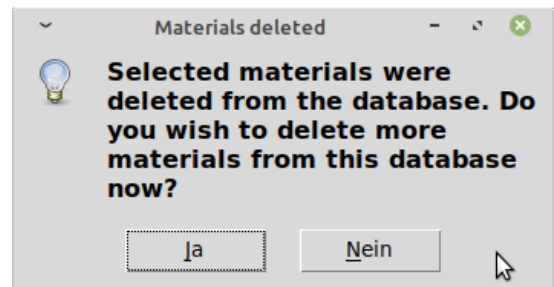 Materials deleted
Selected materials were
deleted from the database. Do
you wish to delete more
materials from this database
now?
Ja
Nein